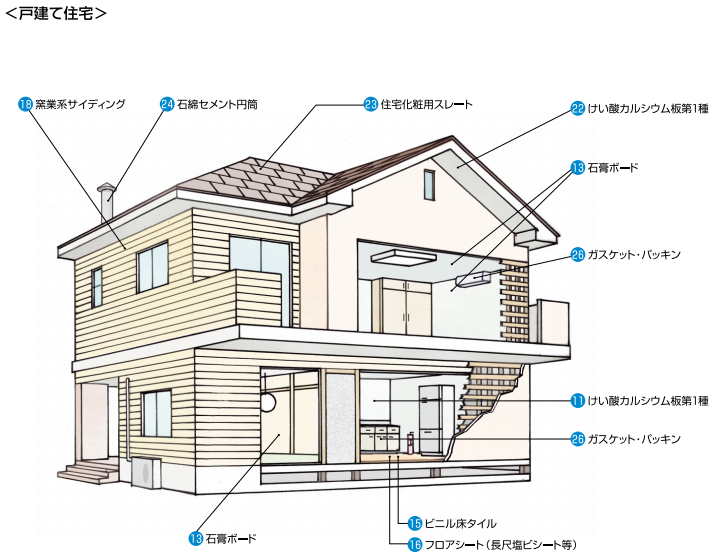 ＜戸建て住宅＞
18 窯業系サイディング
24 石綿セメント円筒
23 住宅化粧用スレート
22 けい酸カルシウム板第1種
13 石膏ボード
26 ガスケット・パッキン
11 けい酸カルシウム板第1種
26 ガスケット・パッキン
13 石膏ボード
15 ビニル床タイル
16 フロアシート（長尺塩ビシート等）